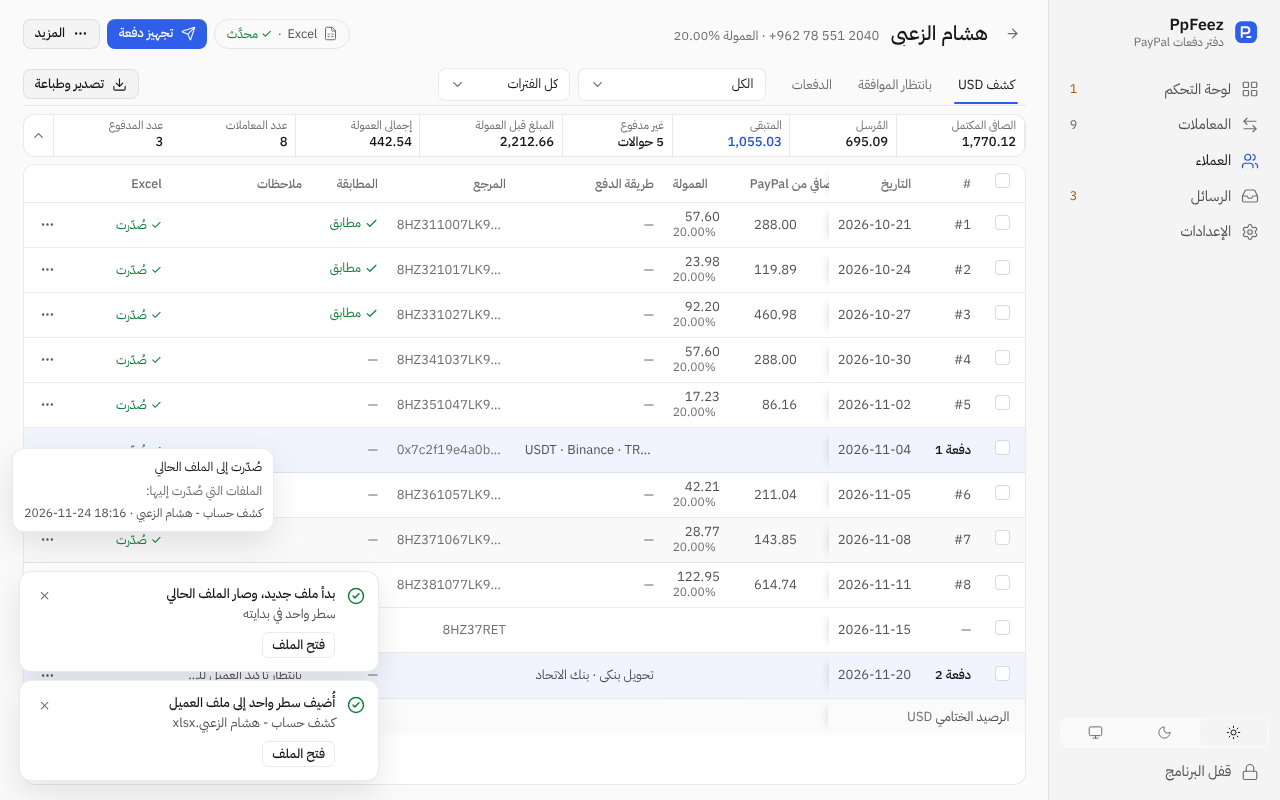 PpFeez
دفتر دفعات PayPal
لوحة التحكم 1
المعاملات 9
العملاء
الرسائل 3
الإعدادات
قفل البرنامج
هشام الزعبي
+962 78 551 2040 · العمولة 20.00%
Excel · محدَّث
تجهيز دفعة
المزيد
كشف USD
بانتظار الموافقة
الدفعات
الكل
كل الفترات
تصدير وطباعة
الصافي المكتمل 1,770.12
المُرسل 695.09
المتبقي 1,055.03
غير مدفوع 5 حوالات
المبلغ قبل العمولة 2,212.66
إجمالي العمولة 442.54
عدد المعاملات 8
عدد المدفوع 3
# التاريخ صافي من PayPal العمولة طريقة الدفع المرجع المطابقة ملاحظات Excel
#1 2026-10-21 288.00 57.60 20.00% — 8HZ311007LK9... مطابق صُدّرت
#2 2026-10-24 119.89 23.98 20.00% — 8HZ321017LK9... مطابق صُدّرت
#3 2026-10-27 460.98 92.20 20.00% — 8HZ331027LK9... مطابق صُدّرت
#4 2026-10-30 288.00 57.60 20.00% — 8HZ341037LK9... — صُدّرت
#5 2026-11-02 86.16 17.23 20.00% — 8HZ351047LK9... — صُدّرت
دفعة 1 2026-11-04 USDT · Binance · TR... 0x7c2f19e4a0b... —
#6 2026-11-05 211.04 42.21 20.00% — 8HZ361057LK9... —
#7 2026-11-08 143.85 28.77 20.00% — 8HZ371067LK9... — صُدّرت
#8 2026-11-11 614.74 122.95 20.00% — 8HZ381077LK9...
— 2026-11-15 8HZ37RET
دفعة 2 2026-11-20 تحويل بنكي · بنك الاتحاد —
الرصيد الختامي USD
صُدّرت إلى الملف الحالي
الملفات التي صُدّرت إليها:
كشف حساب - هشام الزعبي · 2026-11-24 18:16
بدأ ملف جديد، وصار الملف الحالي
سطر واحد في بدايته
فتح الملف
أُضيف سطر واحد إلى ملف العميل
كشف حساب - هشام الزعبي.xlsx
فتح الملف